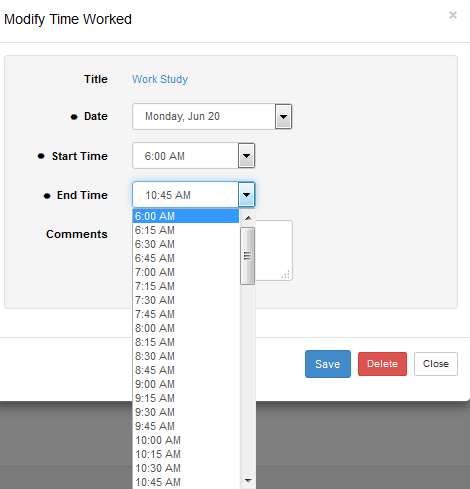 Modify Time Worked
×
Title Work Study
Date Monday, Jun 20
Start Time 6:00 AM
End Time 10:45 AM
6:00 AM
6:15 AM
6:30 AM
6:45 AM
7:00 AM
7:15 AM
7:30 AM
7:45 AM
8:00 AM
8:15 AM
8:30 AM
8:45 AM
9:00 AM
9:15 AM
9:30 AM
9:45 AM
10:00 AM
10:15 AM
10:30 AM
10:45 AM
Comments
Save Delete Close